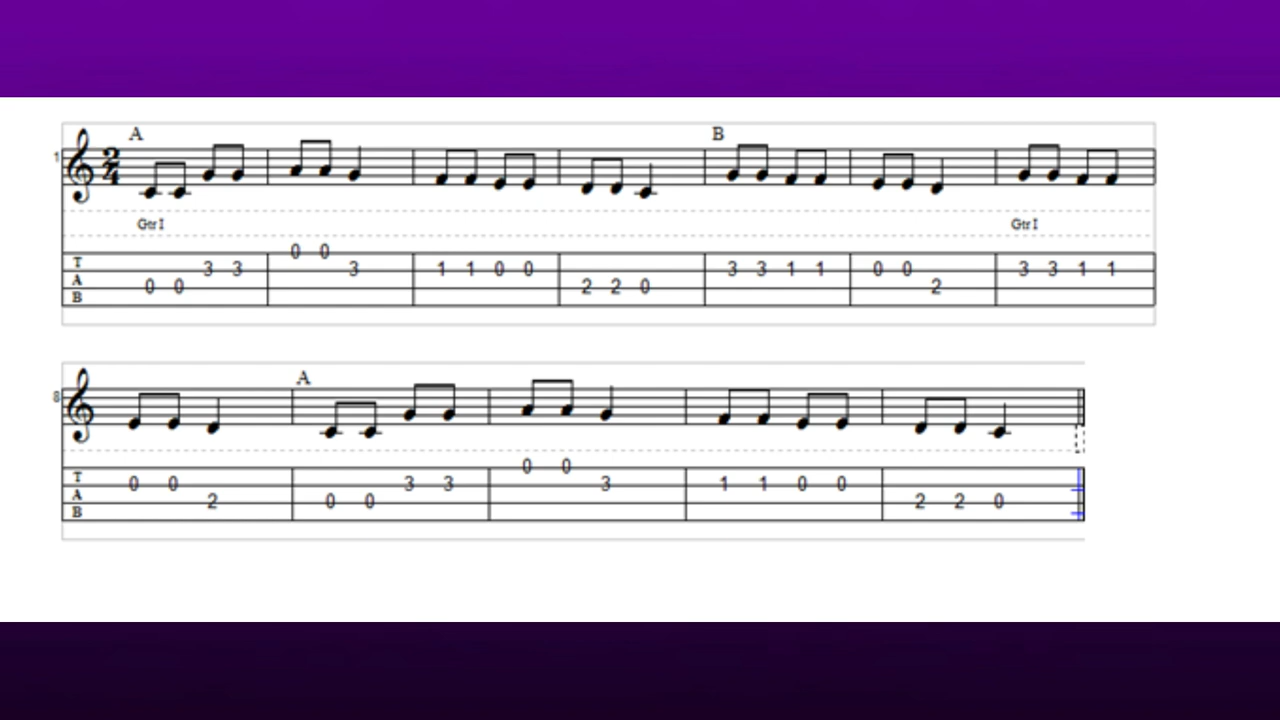 A B
1 2 4
Gtr I Gtr I
0 0 3 3 0 0 3 1 1 0 0 2 2 0 3 3 1 1 0 0 2 3 3 1 1
T
A
B
A
8
0 0 2 0 0 3 3 0 0 3 1 1 0 0 2 2 0
T
A
B